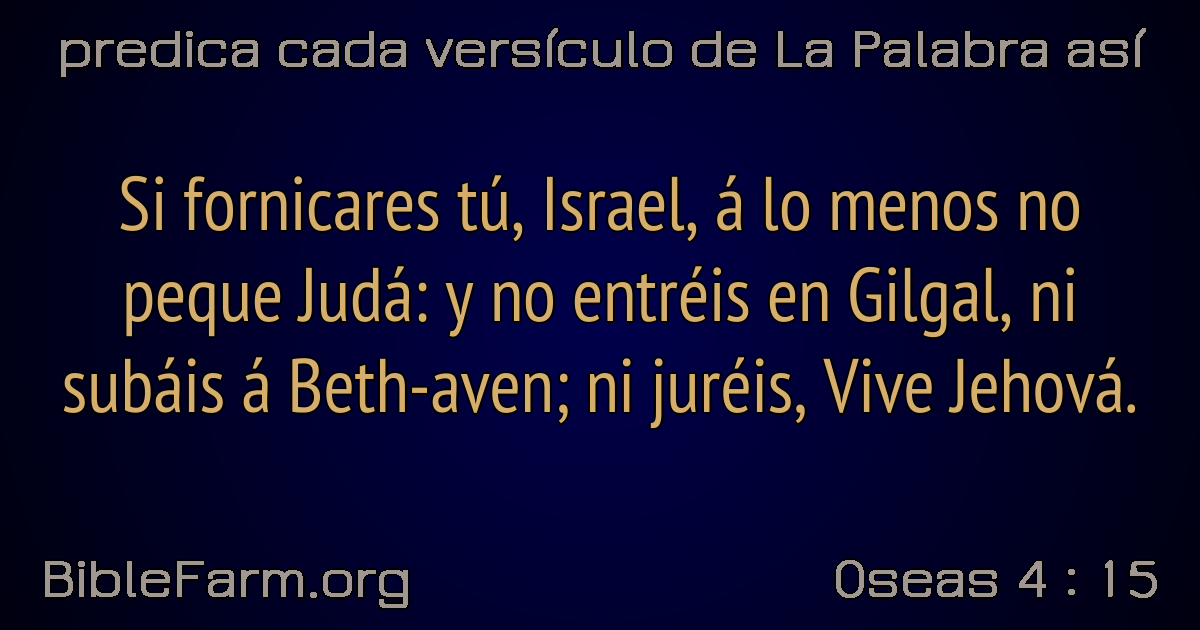 predica cada versículo de La Palabra así
Si fornicares tú, Israel, á lo menos no
peque Judá: y no entréis en Gilgal, ni
subáis á Beth-aven; ni juréis, Vive Jehová.
BibleFarm.org
Oseas 4 : 15